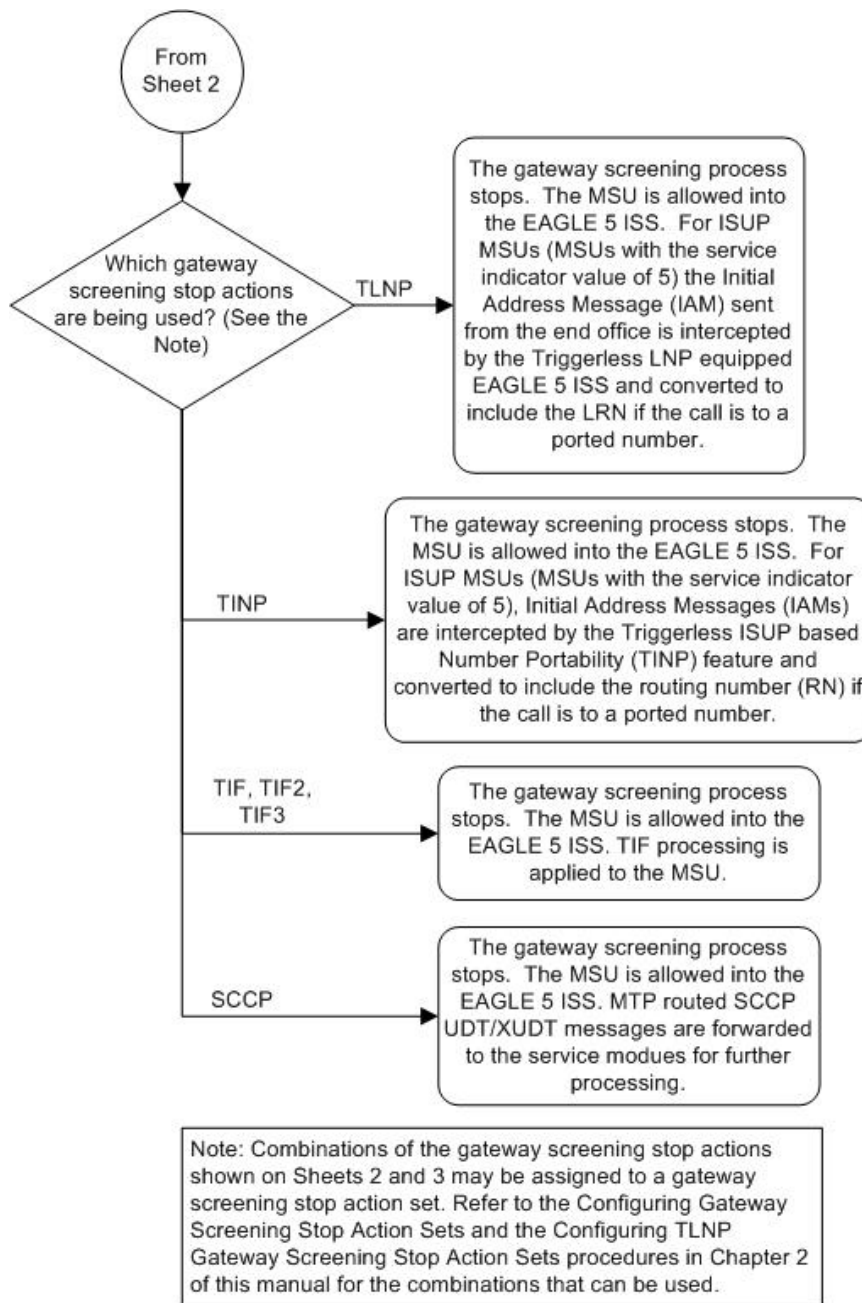 From
Sheet 2
Which gateway
screening stop actions
are being used? (See the
Note)
TLNP
The gateway screening process
stops.  The MSU is allowed into
the EAGLE 5 ISS.  For ISUP
MSUs (MSUs with the service
indicator value of 5) the Initial
Address Message (IAM) sent
from the end office is intercepted
by the Triggerless LNP equipped
EAGLE 5 ISS and converted to
include the LRN if the call is to a
ported number.
TINP
The gateway screening process stops.  The
MSU is allowed into the EAGLE 5 ISS.  For
ISUP MSUs (MSUs with the service indicator
value of 5), Initial Address Messages (IAMs)
are intercepted by the Triggerless ISUP based
Number Portability (TINP) feature and
converted to include the routing number (RN) if
the call is to a ported number.
TIF, TIF2,
TIF3
The gateway screening process
stops.  The MSU is allowed into the
EAGLE 5 ISS. TIF processing is
applied to the MSU.
SCCP
The gateway screening process
stops.  The MSU is allowed into the
EAGLE 5 ISS. MTP routed SCCP
UDT/XUDT messages are forwarded
to the service modues for further
processing.
Note: Combinations of the gateway screening stop actions
shown on Sheets 2 and 3 may be assigned to a gateway
screening stop action set. Refer to the Configuring Gateway
Screening Stop Action Sets and the Configuring TLNP
Gateway Screening Stop Action Sets procedures in Chapter 2
of this manual for the combinations that can be used.